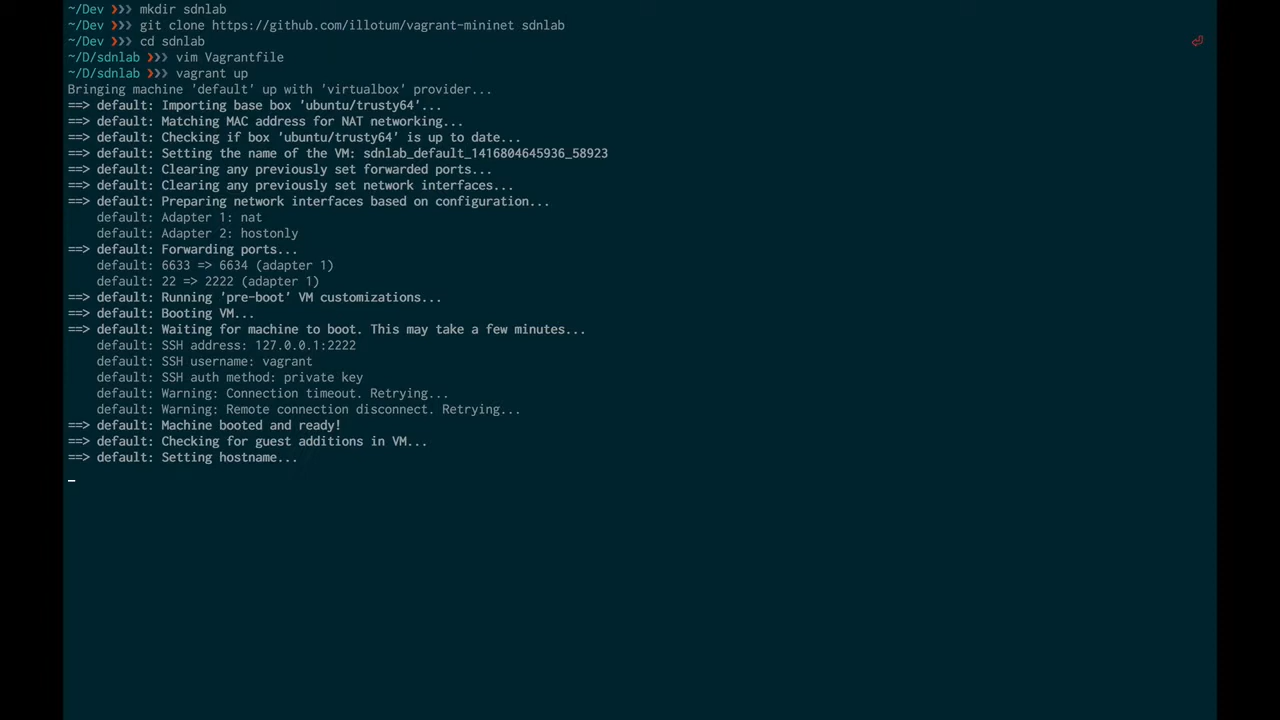 ~/Dev ❯❯❯ mkdir sdnlab
~/Dev ❯❯❯ git clone https://github.com/illotum/vagrant-mininet sdnlab
~/Dev ❯❯❯ cd sdnlab ⏎
~/D/sdnlab ❯❯❯ vim Vagrantfile
~/D/sdnlab ❯❯❯ vagrant up
Bringing machine 'default' up with 'virtualbox' provider...
==> default: Importing base box 'ubuntu/trusty64'...
==> default: Matching MAC address for NAT networking...
==> default: Checking if box 'ubuntu/trusty64' is up to date...
==> default: Setting the name of the VM: sdnlab_default_1416804645936_58923
==> default: Clearing any previously set forwarded ports...
==> default: Clearing any previously set network interfaces...
==> default: Preparing network interfaces based on configuration...
    default: Adapter 1: nat
    default: Adapter 2: hostonly
==> default: Forwarding ports...
    default: 6633 => 6634 (adapter 1)
    default: 22 => 2222 (adapter 1)
==> default: Running 'pre-boot' VM customizations...
==> default: Booting VM...
==> default: Waiting for machine to boot. This may take a few minutes...
    default: SSH address: 127.0.0.1:2222
    default: SSH username: vagrant
    default: SSH auth method: private key
    default: Warning: Connection timeout. Retrying...
    default: Warning: Remote connection disconnect. Retrying...
==> default: Machine booted and ready!
==> default: Checking for guest additions in VM...
==> default: Setting hostname...